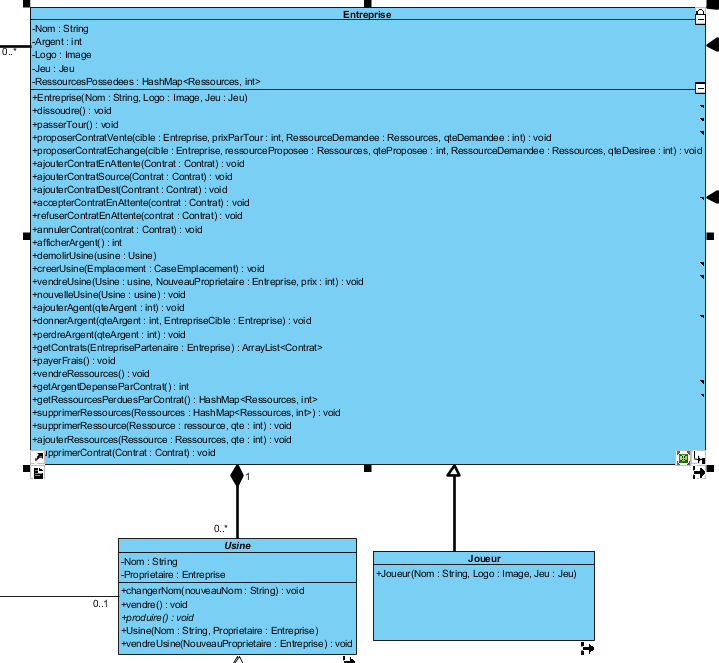 Entreprise
-Nom : String
-Argent : int
-Logo : Image
-Jeu : Jeu
-RessourcesPossedees : HashMap<Ressources, int>
0..*
+Entreprise(Nom : String, Logo : Image, Jeu : Jeu)
+dissoudre() : void
+passerTour() : void
+proposerContratVente(cible : Entreprise, prixParTour : int, RessourceDemandee : Ressources, qteDemandee : int) : void
+proposerContratEchange(cible : Entreprise, ressourceProposee : Ressources, qteProposee : int, RessourceDemandee : Ressources, qteDesiree : int) : void
+ajouterContratEnAttente(Contrat : Contrat) : void
+ajouterContratSource(Contrat : Contrat) : void
+ajouterContratDest(Contrant : Contrat) : void
+accepterContratEnAttente(contrat : Contrat) : void
+refuserContratEnAttente(contrat : Contrat) : void
+annulerContrat(contrat : Contrat) : void
+afficherArgent() : int
+demolirUsine(usine : Usine)
+creerUsine(Emplacement : CaseEmplacement) : void
+vendreUsine(Usine : usine, NouveauProprietaire : Entreprise, prix : int) : void
+nouvelleUsine(Usine : usine) : void
+ajouterAgent(qteArgent : int) : void
+donnerArgent(qteArgent : int, EntrepriseCible : Entreprise) : void
+perdreArgent(qteArgent : int) : void
+getContrats(EntreprisePartenaire : Entreprise) : ArrayList<Contrat>
+payerFrais() : void
+vendreRessources() : void
+getArgentDepenseParContrat() : int
+getRessourcesPerduesParContrat() : HashMap<Ressources, int>
+supprimerRessources(Ressources : HashMap<Ressources, int>) : void
+supprimerRessource(Ressource : ressource, qte : int) : void
+ajouterRessources(Ressource : Ressources, qte : int) : void
upprimerContrat(Contrat : Contrat) : void
1
0..*
Usine
-Nom : String
-Proprietaire : Entreprise
+changerNom(nouveauNom : String) : void
+vendre() : void
+produire() : void
+Usine(Nom : String, Proprietaire : Entreprise)
+vendreUsine(NouveauProprietaire : Entreprise) : void
0..1
Joueur
+Joueur(Nom : String, Logo : Image, Jeu : Jeu)